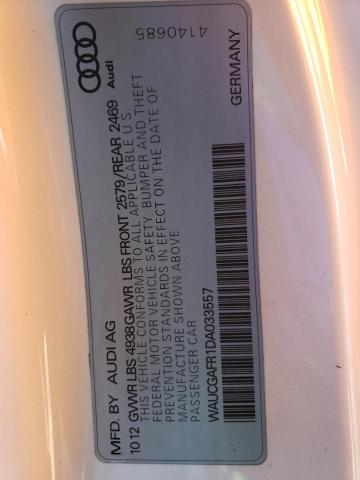 MFD. BY AUDI AG
10 12 GVWR LBS 4938 GAWR LBS FRONT 2579/REAR 2469
THIS VEHICLE CONFORMS TO ALL APPLICABLE U.S.
FEDERAL MOTOR VEHICLE SAFETY, BUMPER AND THEFT
PREVENTION STANDARDS IN EFFECT ON THE DATE OF
MANUFACTURE SHOWN ABOVE
PASSENGER CAR
WAUCGAFR1DA033557
GERMANY
Audi
4140685